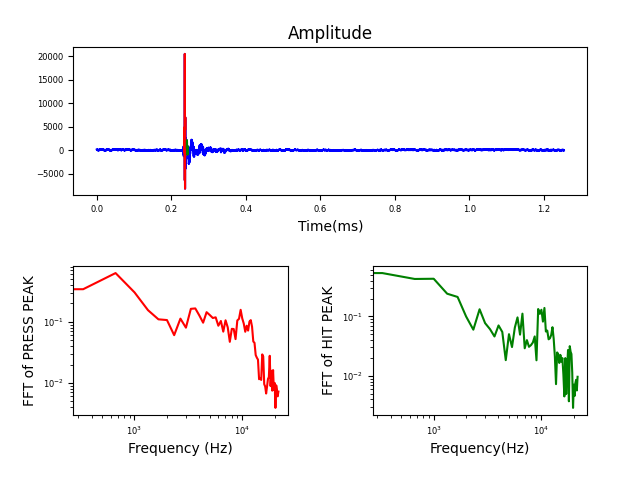 Amplitude
20000
15000
10000
5000
0
−5000
0.0 0.2 0.4 0.6 0.8 1.0 1.2
Time(ms)
FFT of PRESS PEAK
10⁻¹
10⁻²
10³ 10⁴
Frequency (Hz)
FFT of HIT PEAK
10⁻¹
10⁻²
10³ 10⁴
Frequency(Hz)